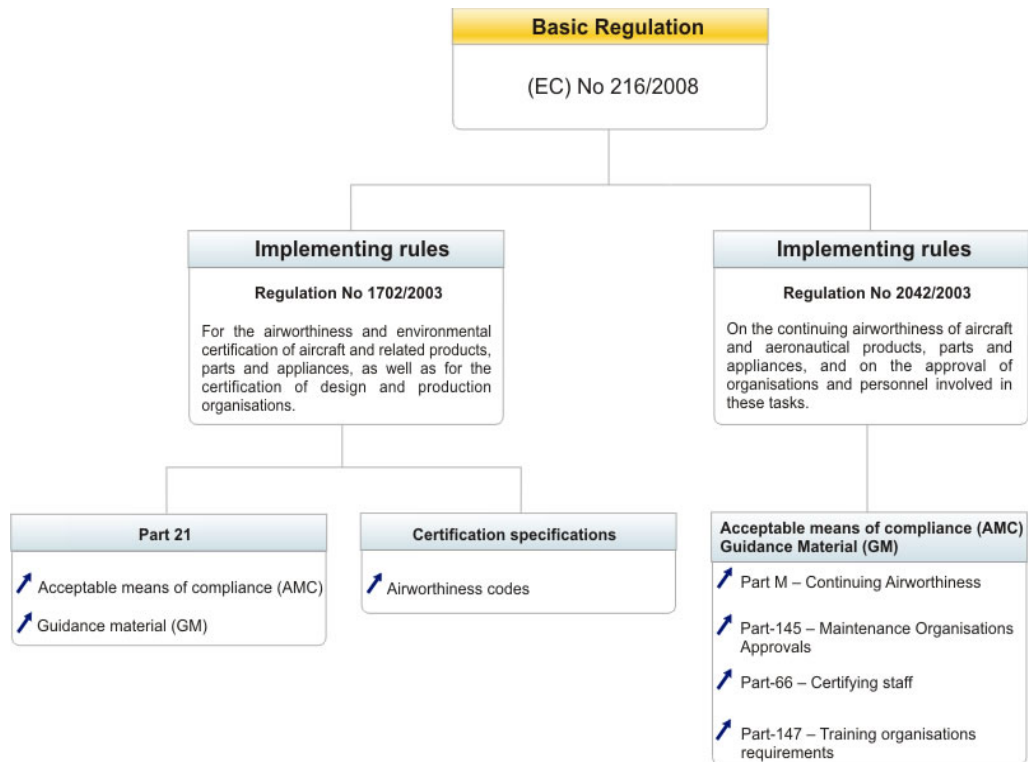 Basic Regulation
(EC) No 216/2008
Implementing rules
Regulation No 1702/2003
For the airworthiness and environmental
certification of aircraft and related products,
parts and appliances, as well as for the
certification of design and production
organisations.
Implementing rules
Regulation No 2042/2003
On the continuing airworthiness of aircraft
and aeronautical products, parts and
appliances, and on the approval of
organisations and personnel involved in
these tasks.
Part 21
Acceptable means of compliance (AMC)
Guidance material (GM)
Certification specifications
Airworthiness codes
Acceptable means of compliance (AMC)
Guidance Material (GM)
Part M – Continuing Airworthiness
Part-145 – Maintenance Organisations
Approvals
Part-66 – Certifying staff
Part-147 – Training organisations
requirements